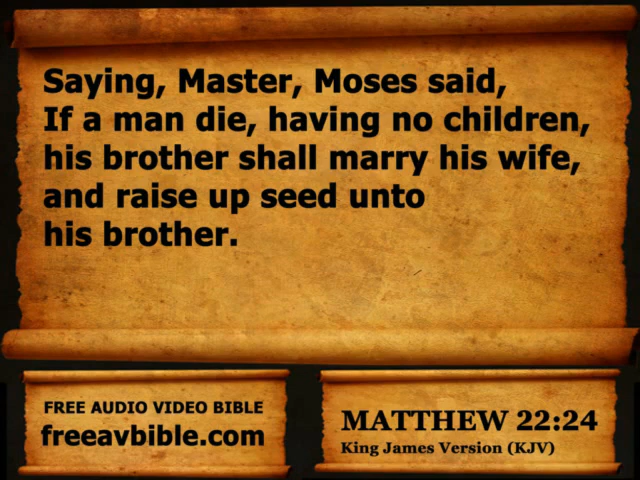 Saying, Master, Moses said,
If a man die, having no children,
his brother shall marry his wife,
and raise up seed unto
his brother.
FREE AUDIO VIDEO BIBLE
freeavbible.com
MATTHEW 22:24
King James Version (KJV)